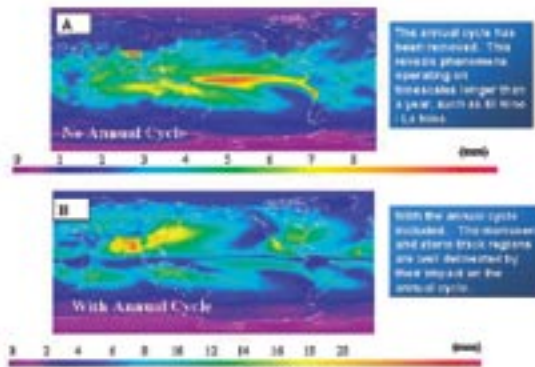 A
The annual cycle has
been removed. This
reveals phenomena
operating on
timescales longer than
a year, such as El Nino
- La Nina
No Annual Cycle
0 1 2 3 4 5 6 7 8 (mm)
B
With the annual cycle
included. The monsoon
and storm track regions
are well delineated by
their impact on the
annual cycle.
With Annual Cycle
0 2 4 6 8 10 12 14 16 18 20 (mm)